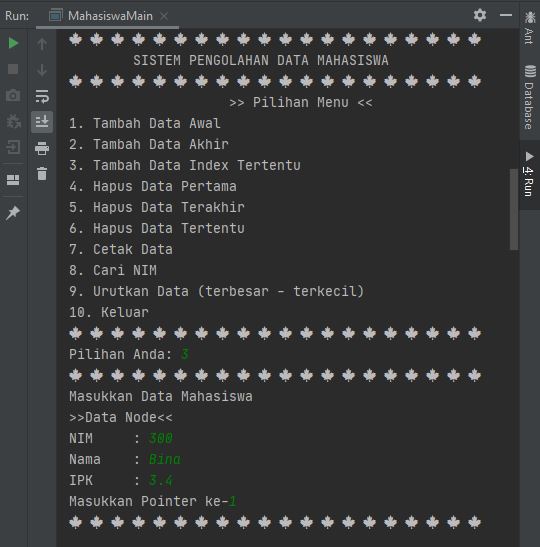 Run: MahasiswaMain
🍁 🍁 🍁 🍁 🍁 🍁 🍁 🍁 🍁 🍁 🍁 🍁 🍁 🍁 🍁 🍁 🍁 🍁 🍁 🍁
SISTEM PENGOLAHAN DATA MAHASISWA
🍁 🍁 🍁 🍁 🍁 🍁 🍁 🍁 🍁 🍁 🍁 🍁 🍁 🍁 🍁 🍁 🍁 🍁 🍁 🍁
>> Pilihan Menu <<
1. Tambah Data Awal
2. Tambah Data Akhir
3. Tambah Data Index Tertentu
4. Hapus Data Pertama
5. Hapus Data Terakhir
6. Hapus Data Tertentu
7. Cetak Data
8. Cari NIM
9. Urutkan Data (terbesar - terkecil)
10. Keluar
🍁 🍁 🍁 🍁 🍁 🍁 🍁 🍁 🍁 🍁 🍁 🍁 🍁 🍁 🍁 🍁 🍁 🍁 🍁 🍁
Pilihan Anda: 3
🍁 🍁 🍁 🍁 🍁 🍁 🍁 🍁 🍁 🍁 🍁 🍁 🍁 🍁 🍁 🍁 🍁 🍁 🍁 🍁
Masukkan Data Mahasiswa
>>Data Node<<
NIM     : 300
Nama    : Bina
IPK     : 3.4
Masukkan Pointer ke-1
🍁 🍁 🍁 🍁 🍁 🍁 🍁 🍁 🍁 🍁 🍁 🍁 🍁 🍁 🍁 🍁 🍁 🍁 🍁 🍁
Ant
Database
4: Run